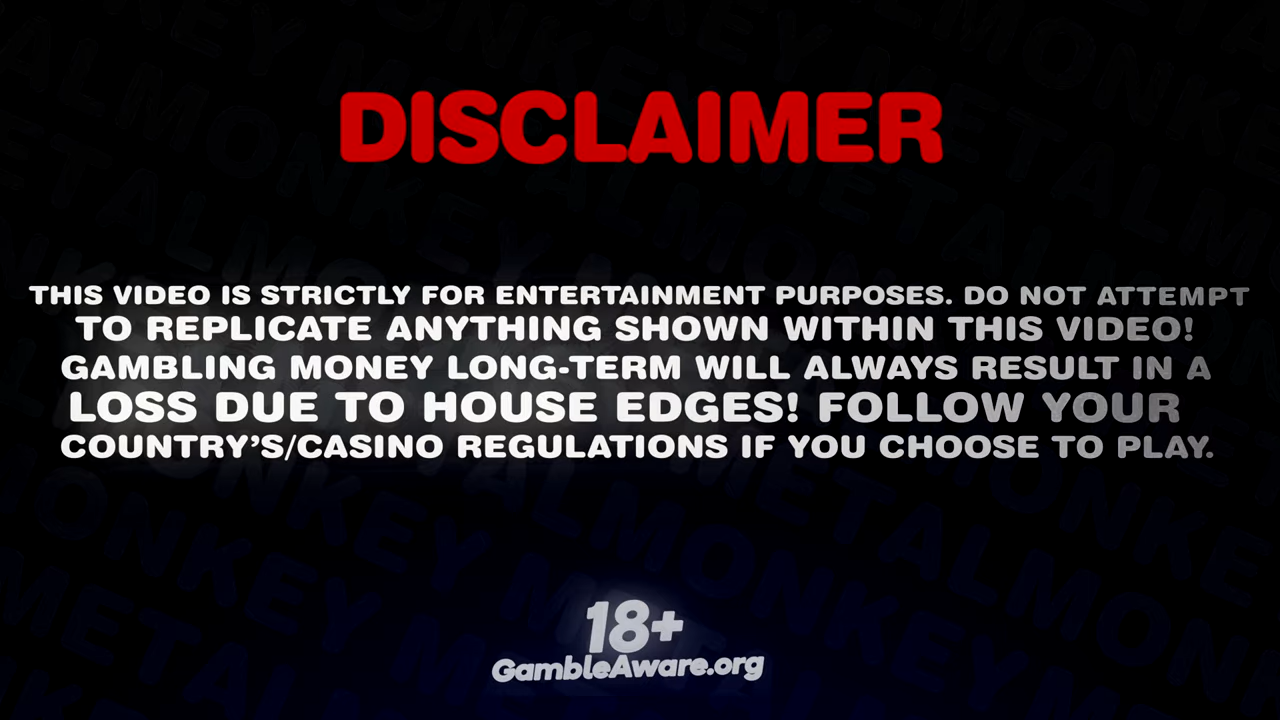 DISCLAIMER
THIS VIDEO IS STRICTLY FOR ENTERTAINMENT PURPOSES. DO NOT ATTEMPT
TO REPLICATE ANYTHING SHOWN WITHIN THIS VIDEO!
GAMBLING MONEY LONG-TERM WILL ALWAYS RESULT IN A
LOSS DUE TO HOUSE EDGES! FOLLOW YOUR
COUNTRY'S/CASINO REGULATIONS IF YOU CHOOSE TO PLAY.
18+
GambleAware.org